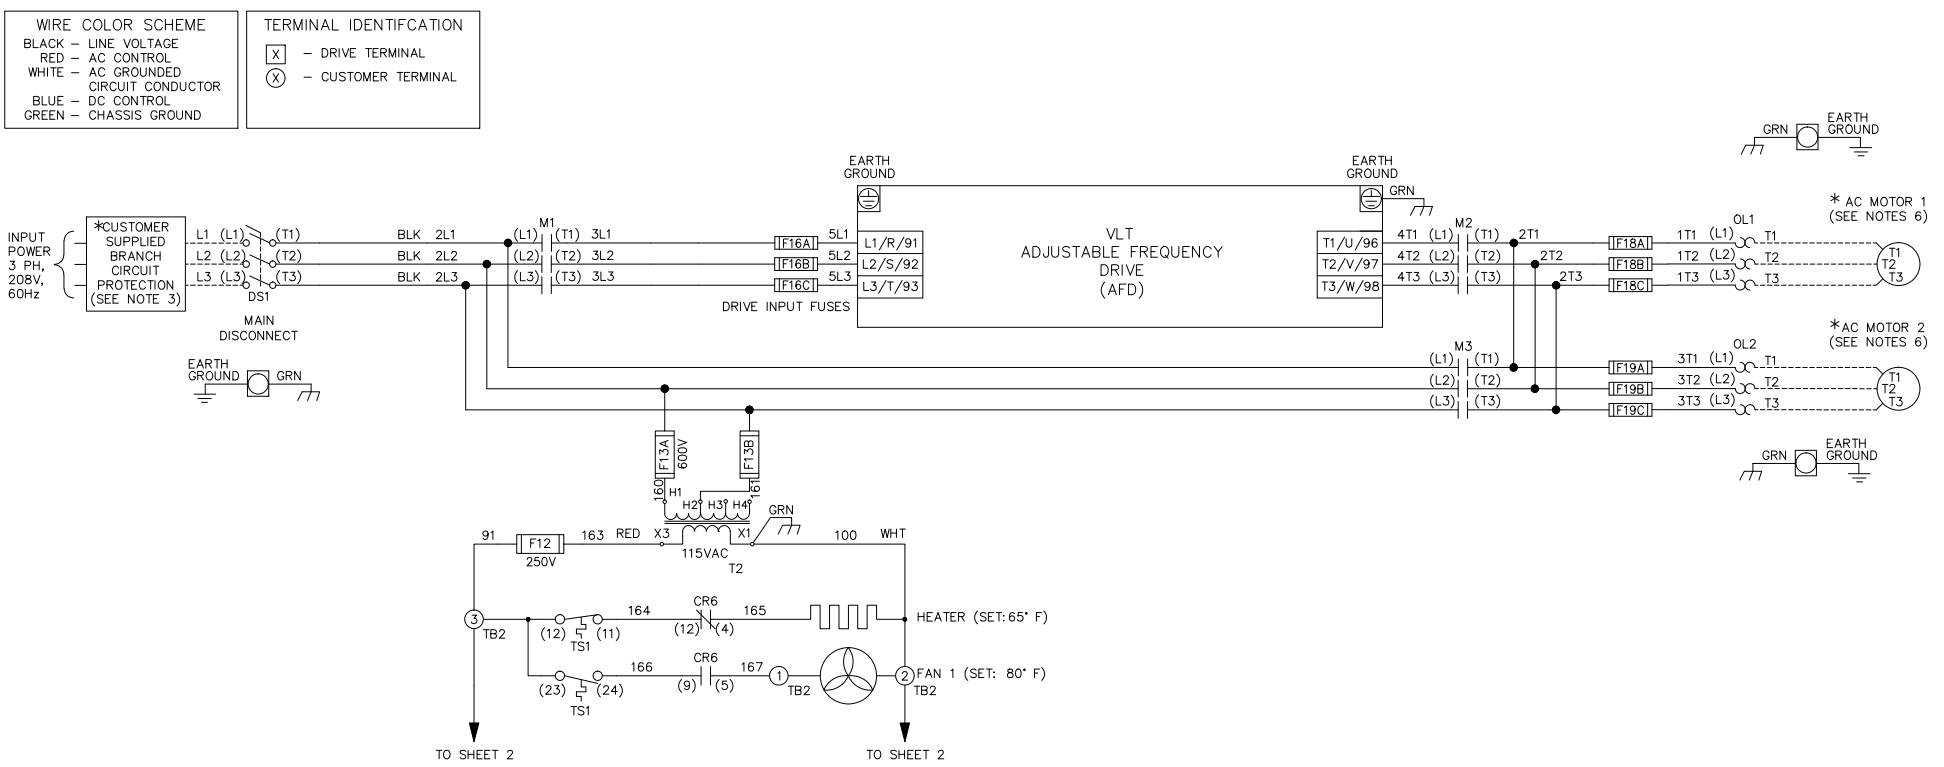 WIRE COLOR SCHEME
BLACK – LINE VOLTAGE
RED – AC CONTROL
WHITE – AC GROUNDED
CIRCUIT CONDUCTOR
BLUE – DC CONTROL
GREEN – CHASSIS GROUND
TERMINAL IDENTIFCATION
X – DRIVE TERMINAL
X – CUSTOMER TERMINAL
GRN
EARTH
GROUND
INPUT
POWER
3 PH,
208V,
60Hz
*CUSTOMER
SUPPLIED
BRANCH
CIRCUIT
PROTECTION
(SEE NOTE 3)
L1 (L1) (T1) BLK 2L1 (L1) (T1) 3L1 F16A 5L1 L1/R/91
L2 (L2) (T2) BLK 2L2 (L2) (T2) 3L2 F16B 5L2 L2/S/92
L3 (L3) (T3) BLK 2L3 (L3) (T3) 3L3 F16C 5L3 L3/T/93
DS1
MAIN
DISCONNECT
M1
DRIVE INPUT FUSES
EARTH
GROUND
VLT
ADJUSTABLE FREQUENCY
DRIVE
(AFD)
EARTH
GROUND
GRN
M2
T1/U/96 4T1 (L1) (T1) 2T1 F18A 1T1 (L1) T1
T2/V/97 4T2 (L2) (T2) 2T2 F18B 1T2 (L2) T2
T3/W/98 4T3 (L3) (T3) 2T3 F18C 1T3 (L3) T3
OL1
* AC MOTOR 1
(SEE NOTES 6)
T1
T2
T3
EARTH
GROUND
GRN
M3
(L1) (T1) F19A 3T1 (L1) T1
(L2) (T2) F19B 3T2 (L2) T2
(L3) (T3) F19C 3T3 (L3) T3
OL2
*AC MOTOR 2
(SEE NOTES 6)
T1
T2
T3
GRN
EARTH
GROUND
F13A
600V
F13B
160
161
H1
H2
H3
H4
GRN
91
F12
250V
163
RED
X3
X1
115VAC
T2
100
WHT
3
TB2
(12)
(11)
TS1
164
CR6
(12)
(4)
165
HEATER (SET:65° F)
(23)
(24)
TS1
166
CR6
(9)
(5)
167
1
TB2
2
TB2
FAN 1 (SET: 80° F)
TO SHEET 2
TO SHEET 2